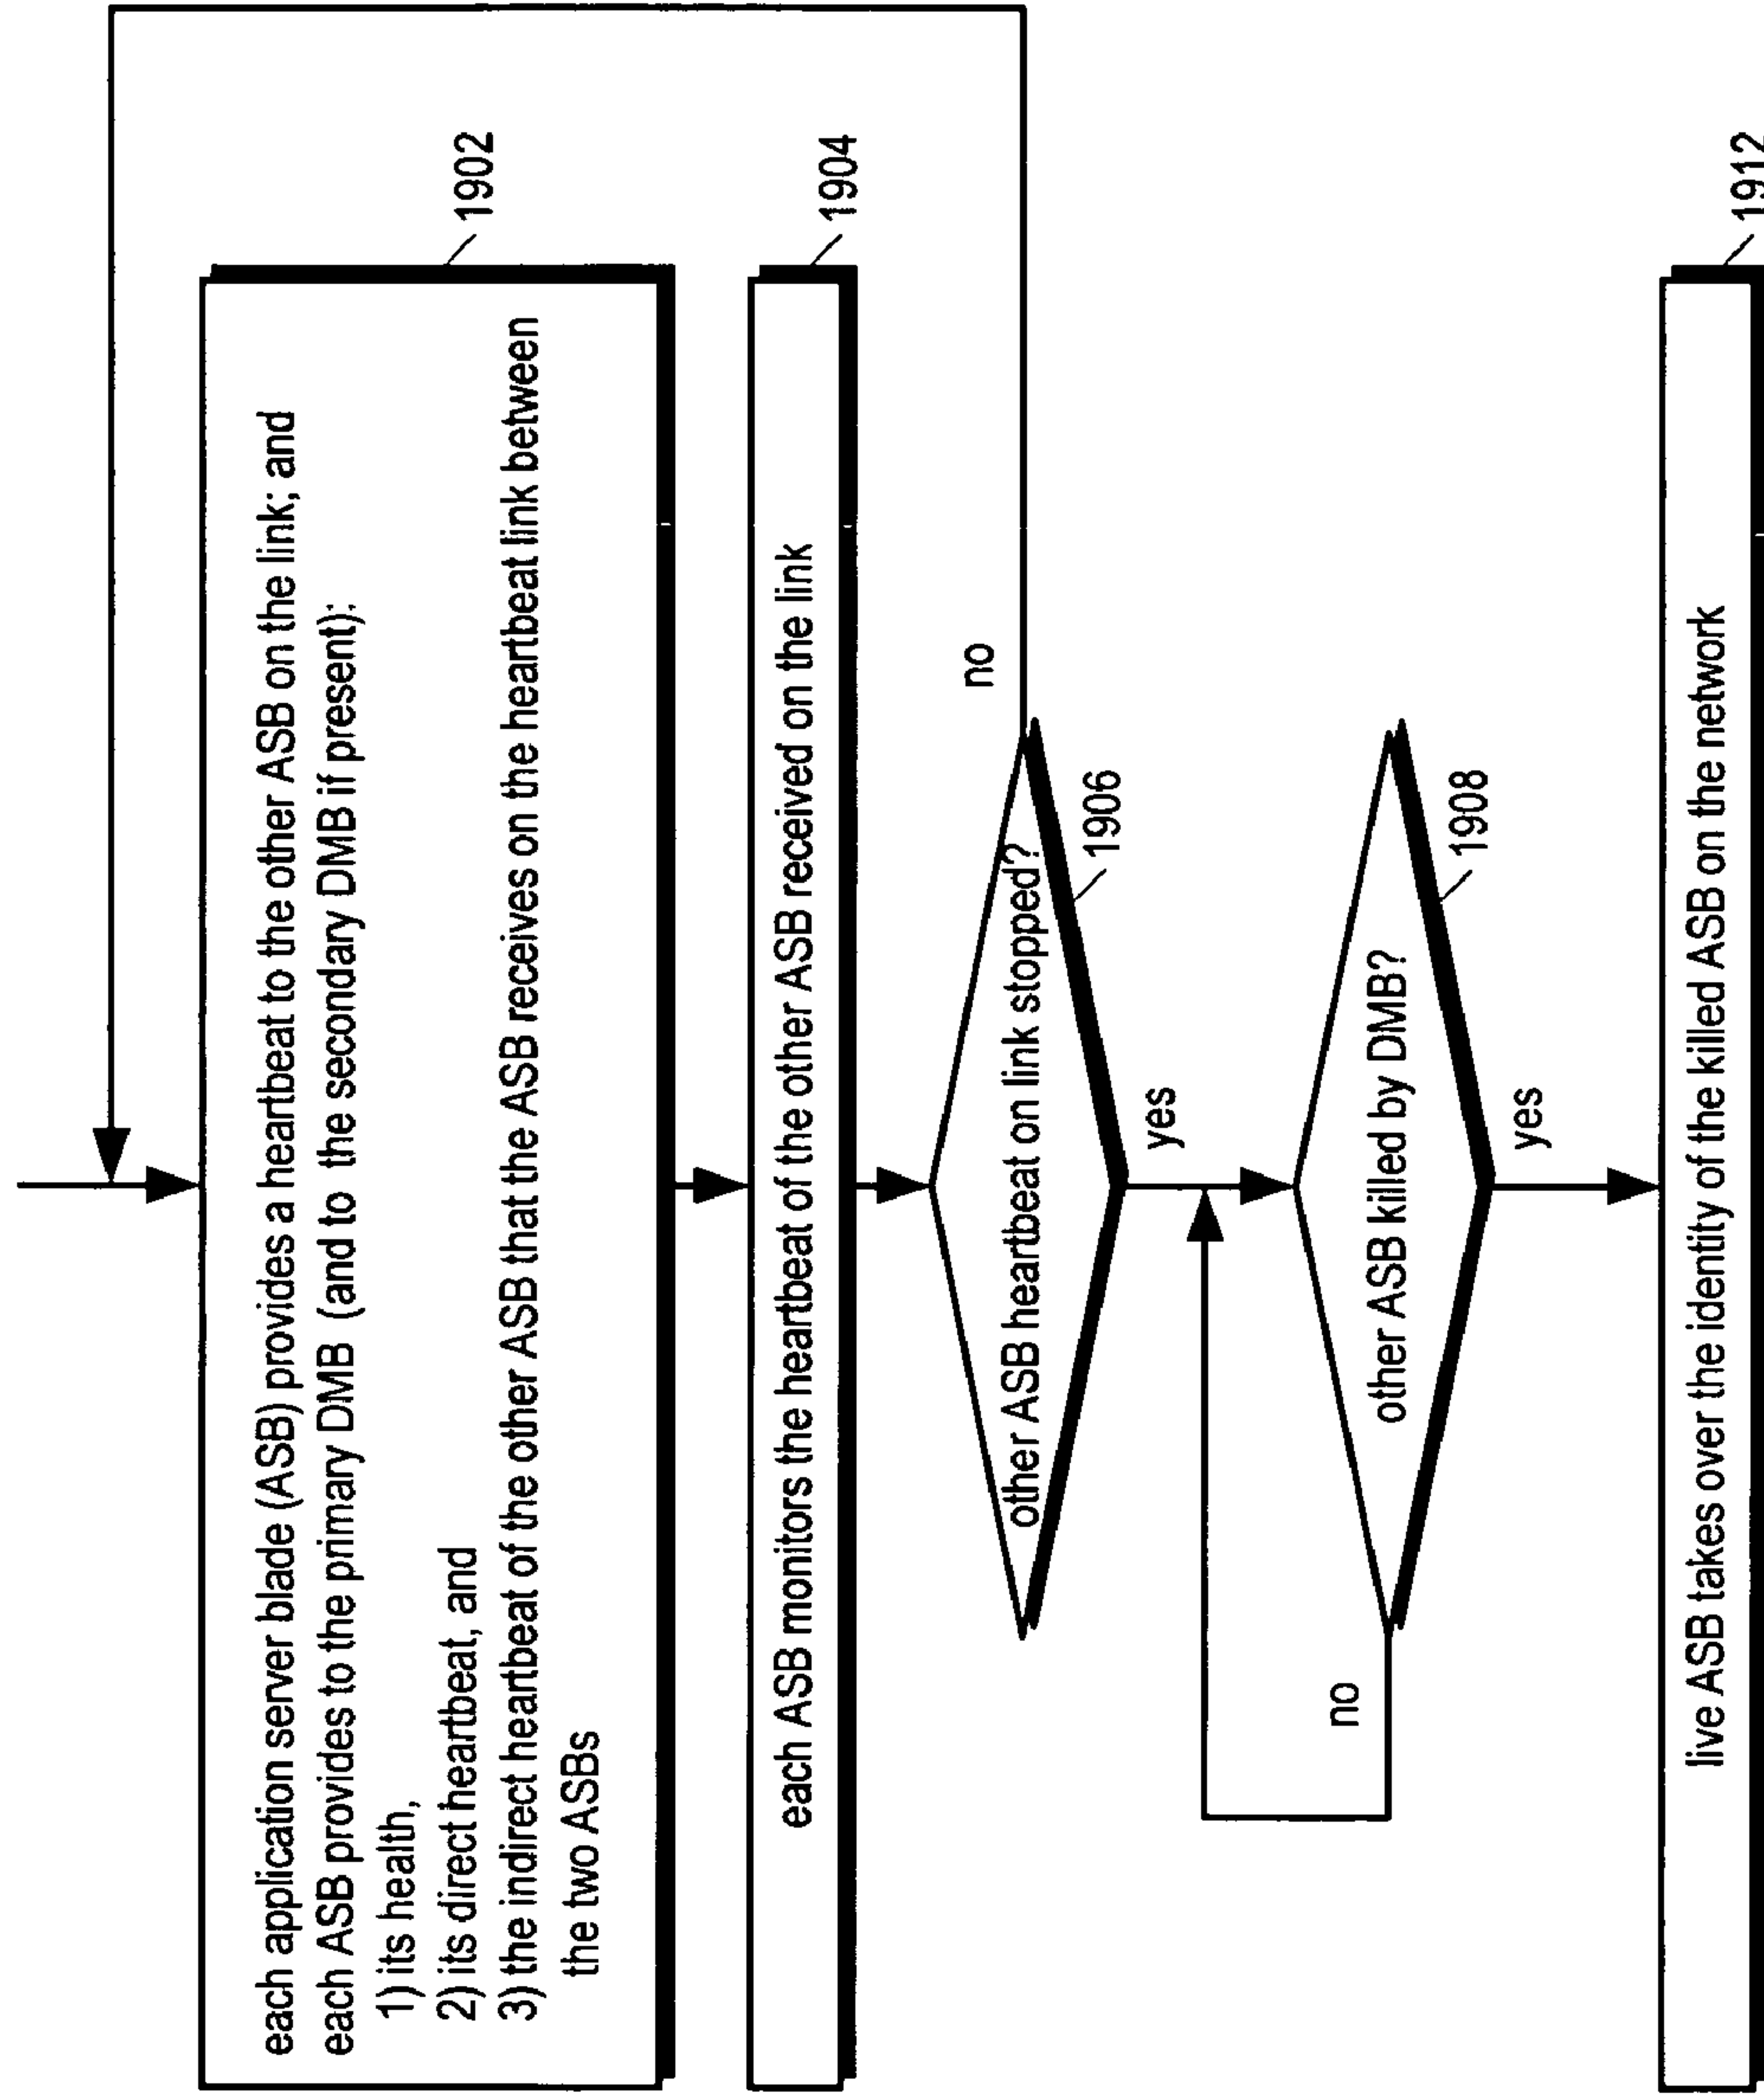 each application server blade (ASB) provides a heartbeat to the other ASB on the link; and
each ASB provides to the primary DMB (and to the secondary DMB if present):
1) its health,
2) its direct heartbeat, and
3) the indirect heartbeat of the other ASB that the ASB receives on the heartbeat link between
the two ASBs
1902
each ASB monitors the heartbeat of the other ASB received on the link
1904
other ASB heartbeat on link stopped?
no
1906
yes
other ASB killed by DMB?
no
1908
yes
live ASB takes over the identity of the killed ASB on the network
1912